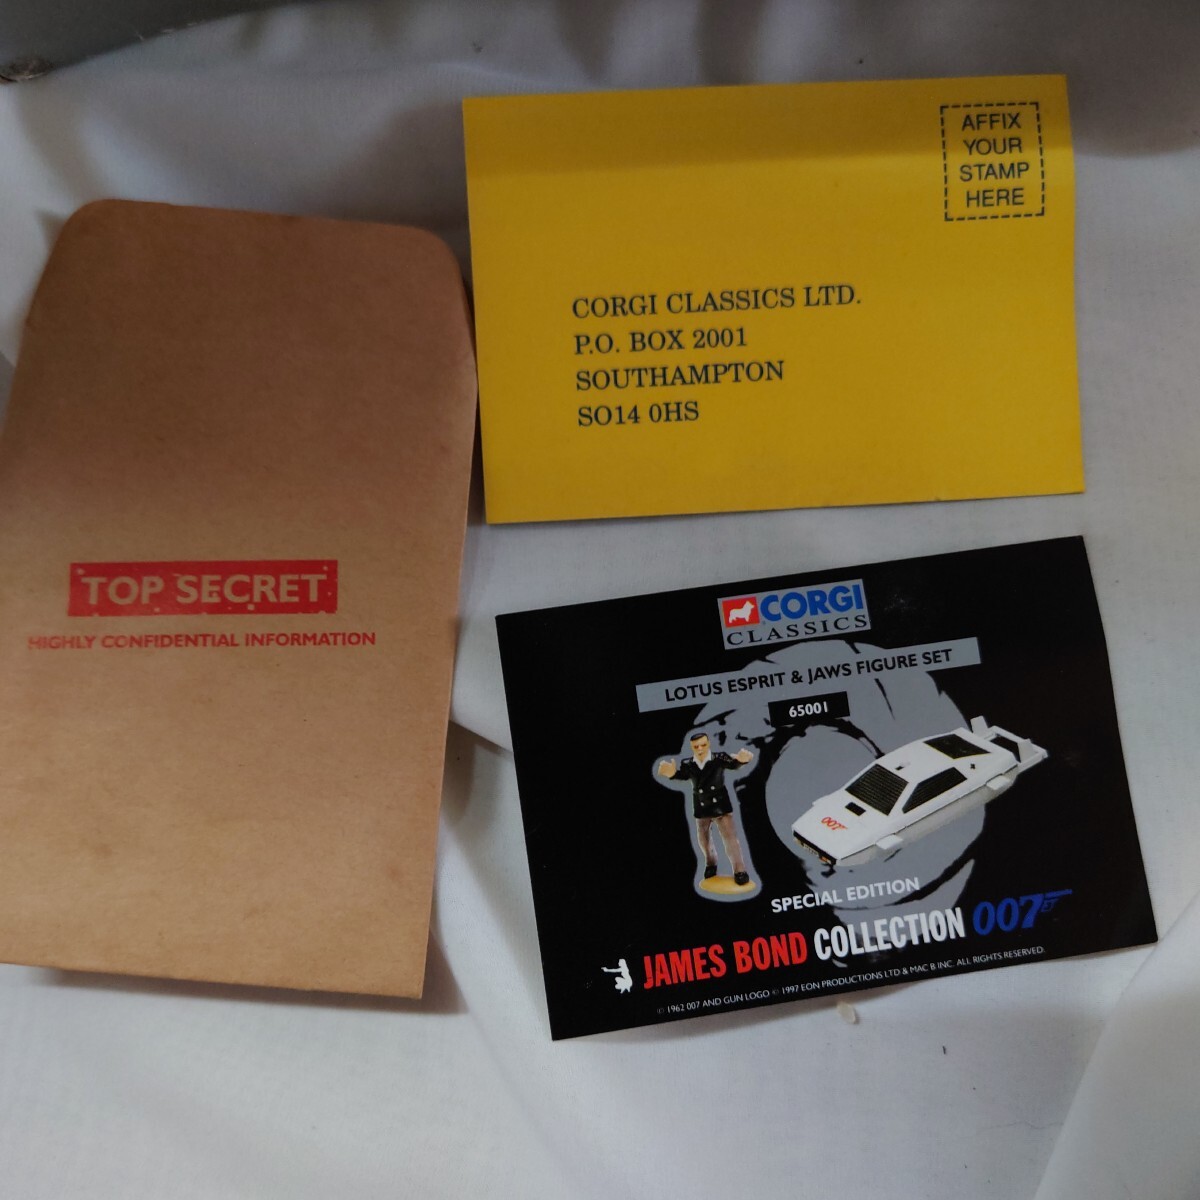 AFFIX
YOUR
STAMP
HERE
CORGI CLASSICS LTD.
P.O. BOX 2001
SOUTHAMPTON
SO14 0HS
TOP SECRET
HIGHLY CONFIDENTIAL INFORMATION
CORGI
CLASSICS
LOTUS ESPRIT & JAWS FIGURE SET
65001
007
SPECIAL EDITION
JAMES BOND COLLECTION 007
© 1962 007 AND GUN LOGO © 1997 EON PRODUCTIONS LTD & MAC B INC. ALL RIGHTS RESERVED.